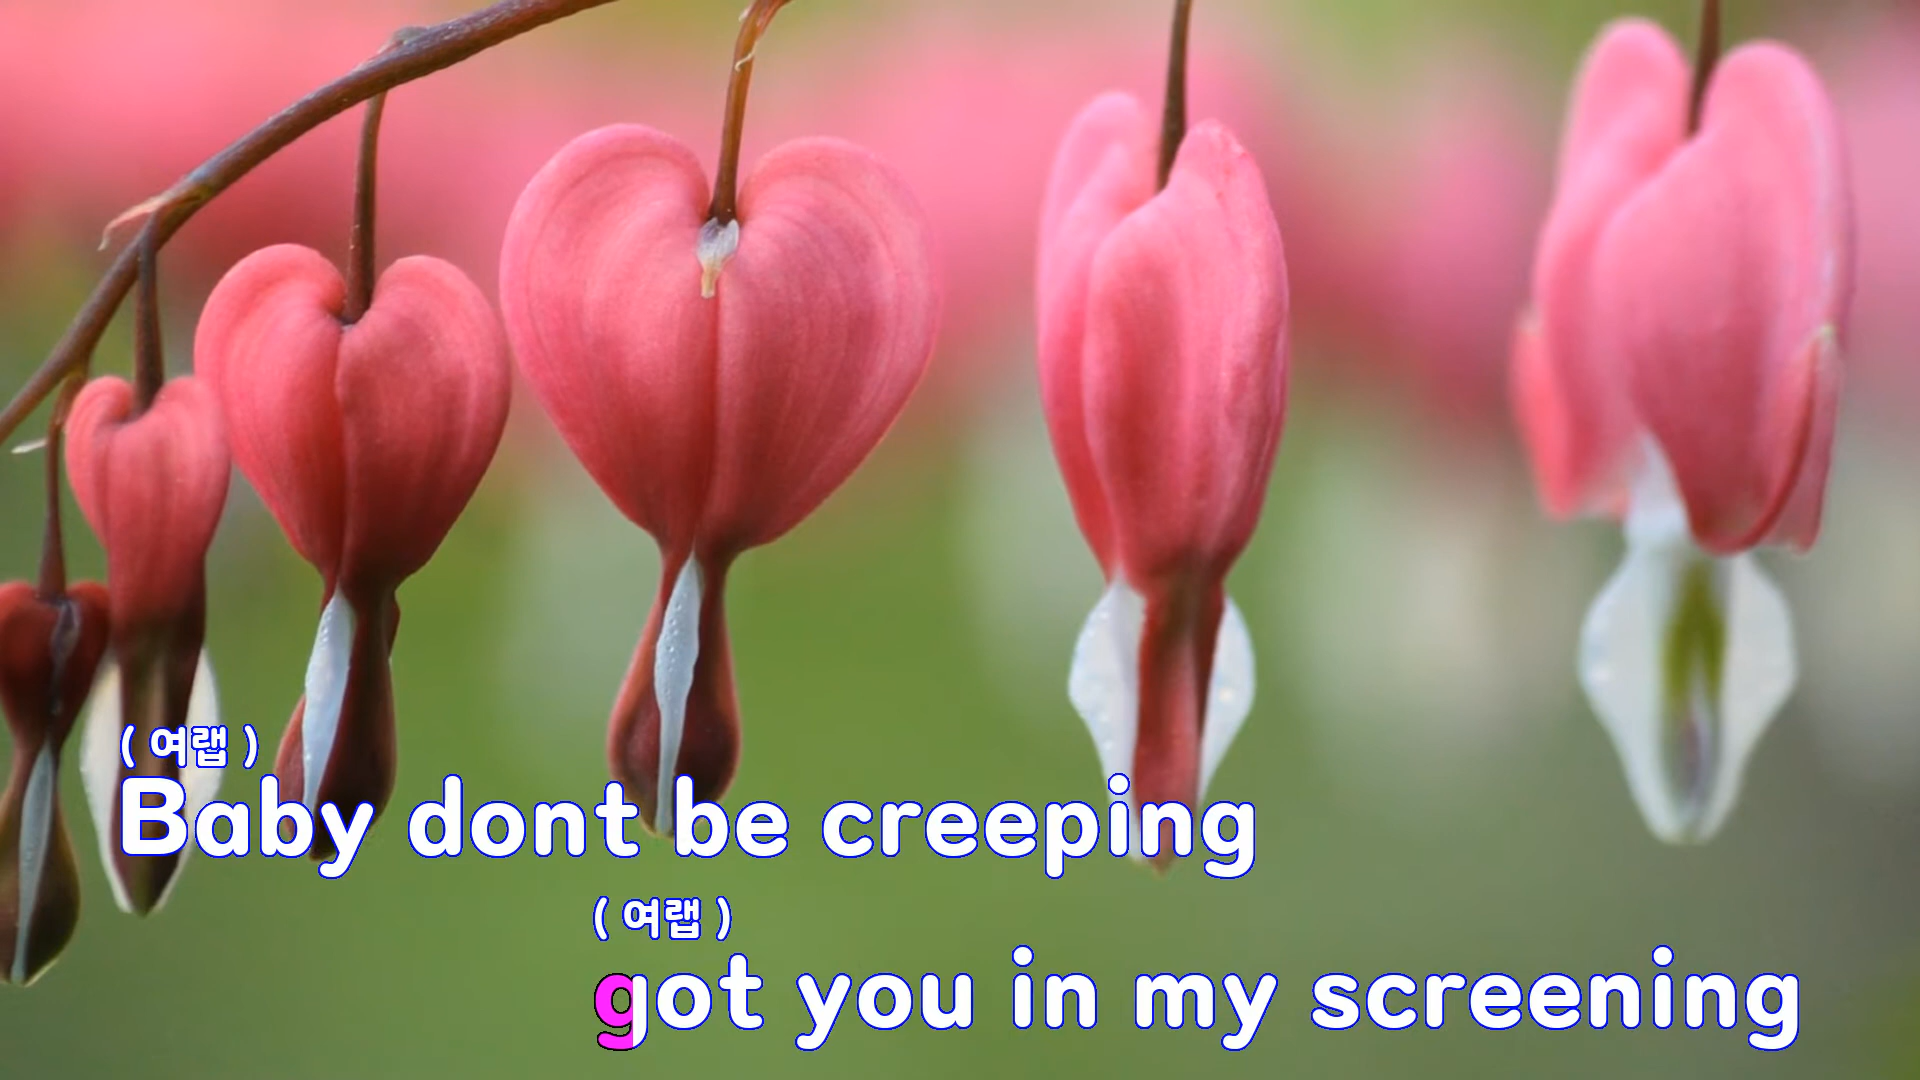 ( 여랩 )
Baby dont be creeping
( 여랩 )
got you in my screening